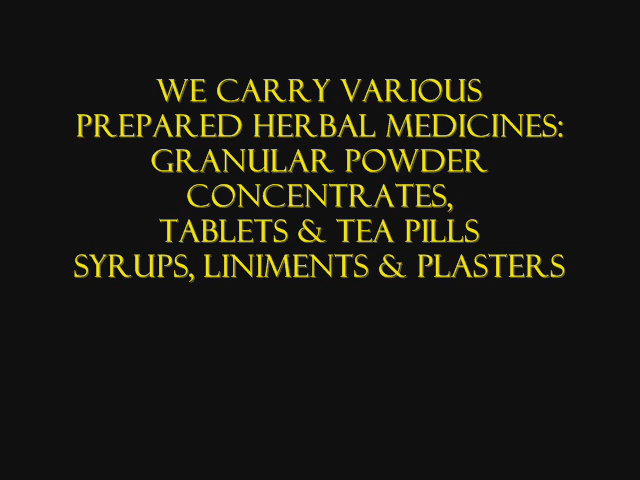 WE CARRY VARIOUS
PREPARED HERBAL MEDICINES:
GRANULAR POWDER
CONCENTRATES,
TABLETS & TEA PILLS
SYRUPS, LINIMENTS & PLASTERS